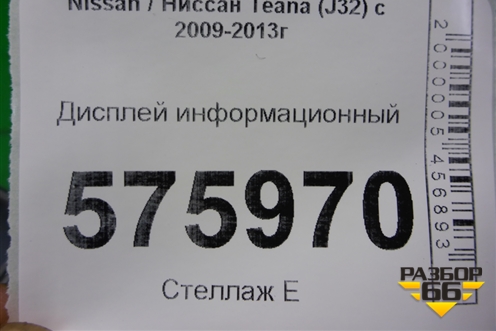 Nissan / Ниссан Teana (J32) с
2009-2013г
Дисплей информационный
575970
Стеллаж Е
2000005456893
РАЗБОР
66